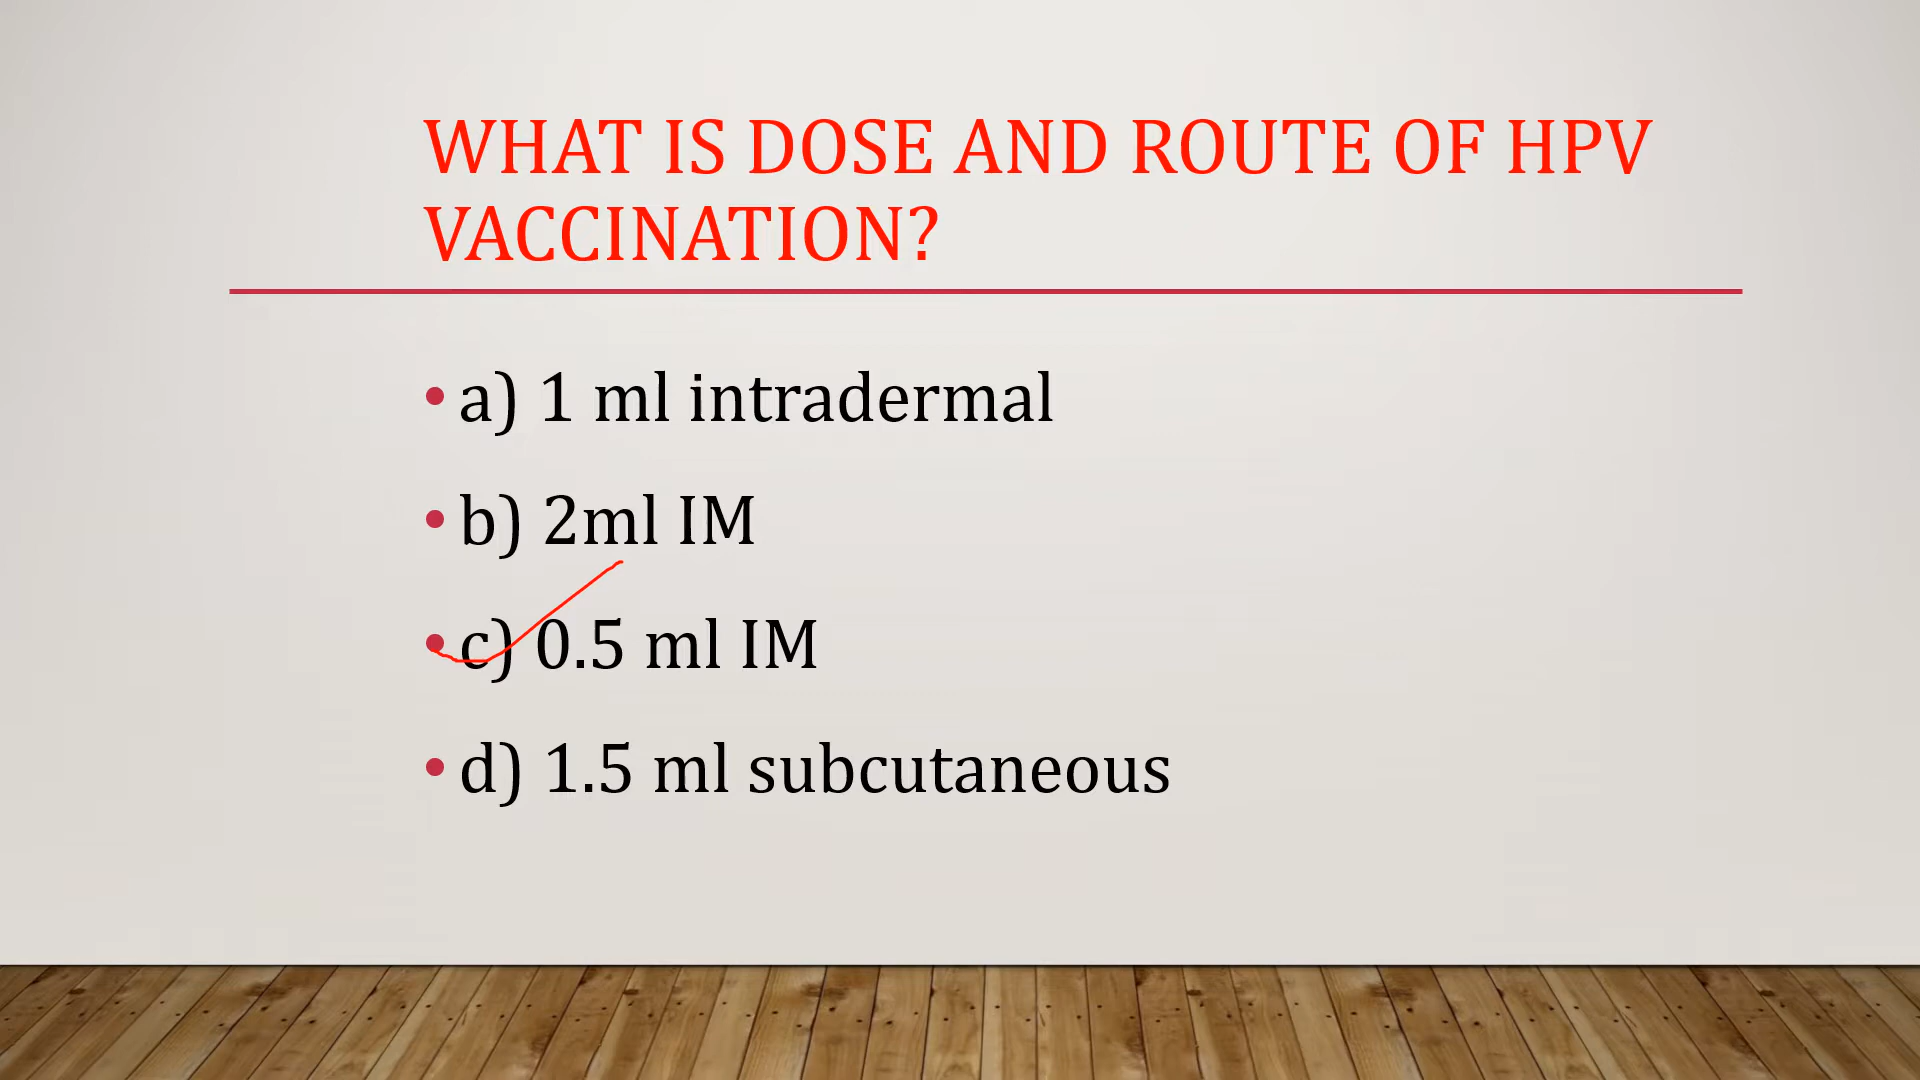 WHAT IS DOSE AND ROUTE OF HPV
VACCINATION?
• a) 1 ml intradermal
• b) 2ml IM
• c) 0.5 ml IM
• d) 1.5 ml subcutaneous